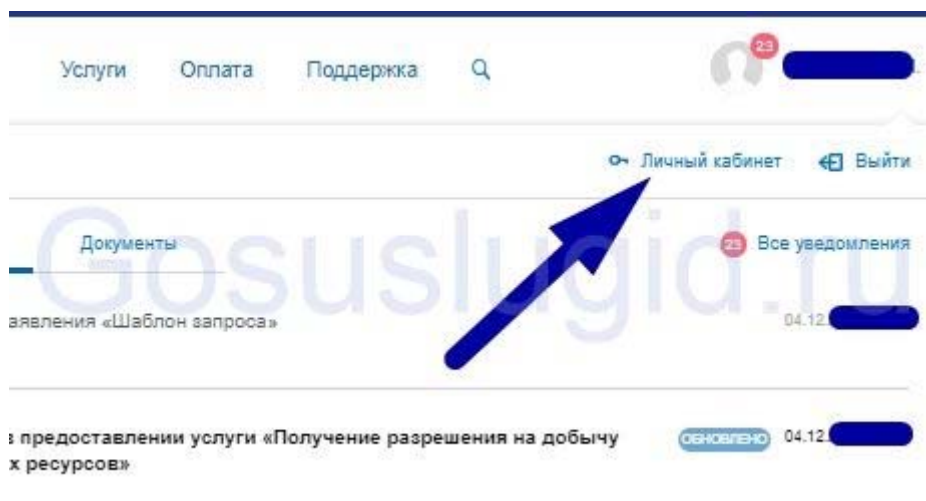 Услуги Оплата Поддержка 23
Личный кабинет Выйти
Документы 23 Все уведомления
аявления «Шаблон запроса» 04.12.
в предоставлении услуги «Получение разрешения на добычу ОБНОВЛЕНО 04.12.
х ресурсов»
Gosuslugid.ru